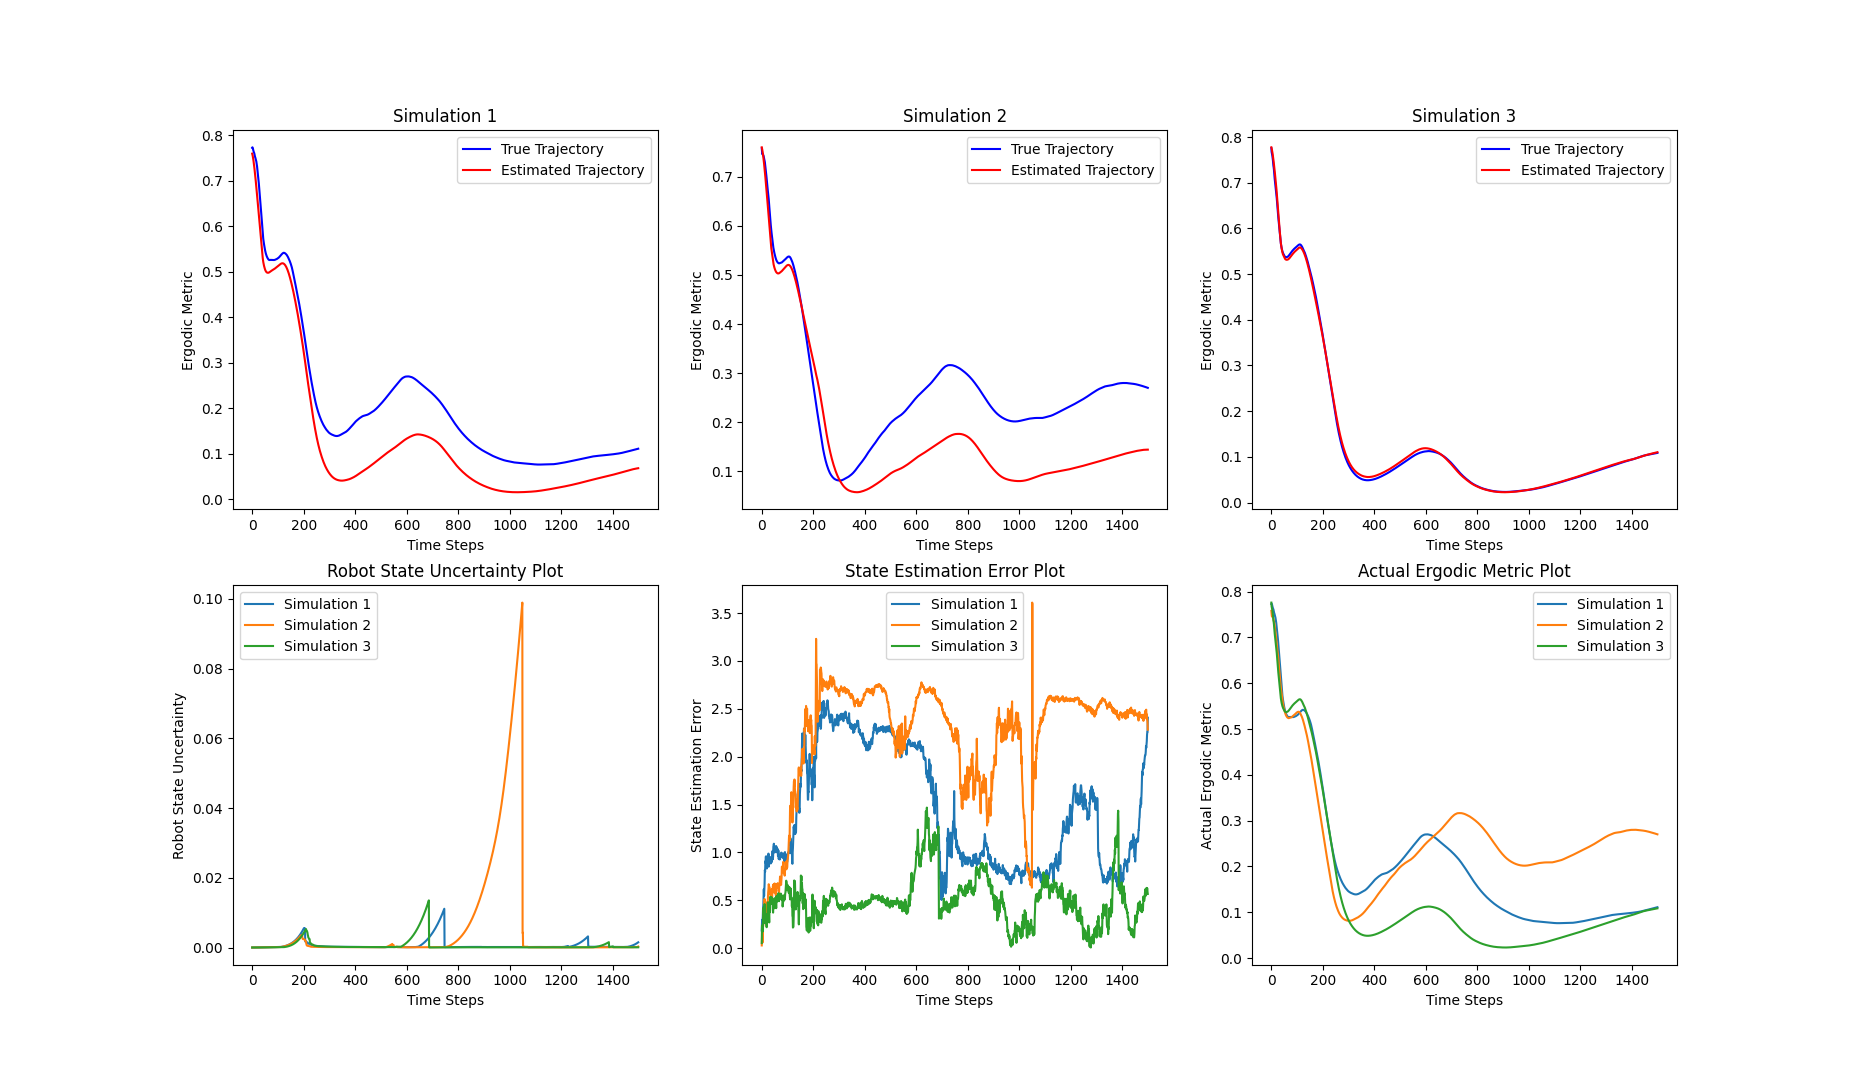 Simulation 1
Ergodic Metric
0.8
0.7
0.6
0.5
0.4
0.3
0.2
0.1
0.0
True Trajectory
Estimated Trajectory
0 200 400 600 800 1000 1200 1400
Time Steps
Simulation 2
Ergodic Metric
0.7
0.6
0.5
0.4
0.3
0.2
0.1
True Trajectory
Estimated Trajectory
0 200 400 600 800 1000 1200 1400
Time Steps
Simulation 3
Ergodic Metric
0.8
0.7
0.6
0.5
0.4
0.3
0.2
0.1
0.0
True Trajectory
Estimated Trajectory
0 200 400 600 800 1000 1200 1400
Time Steps
Robot State Uncertainty Plot
Robot State Uncertainty
0.10
0.08
0.06
0.04
0.02
0.00
Simulation 1
Simulation 2
Simulation 3
0 200 400 600 800 1000 1200 1400
Time Steps
State Estimation Error Plot
State Estimation Error
3.5
3.0
2.5
2.0
1.5
1.0
0.5
0.0
Simulation 1
Simulation 2
Simulation 3
0 200 400 600 800 1000 1200 1400
Time Steps
Actual Ergodic Metric Plot
Actual Ergodic Metric
0.8
0.7
0.6
0.5
0.4
0.3
0.2
0.1
0.0
Simulation 1
Simulation 2
Simulation 3
0 200 400 600 800 1000 1200 1400
Time Steps